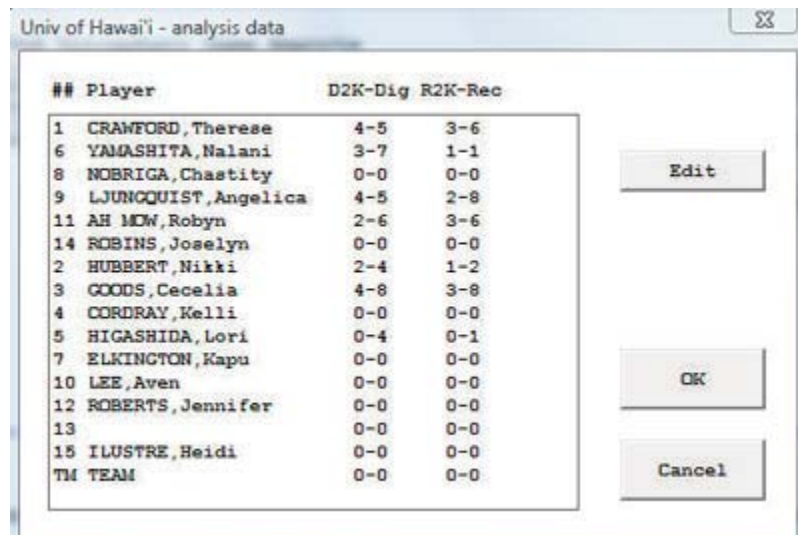 Univ of Hawai'i - analysis data
## Player D2K-Dig R2K-Rec
1 CRAWFORD,Therese 4-5 3-6
6 YAMASHITA,Nalani 3-7 1-1
8 NOBRIGA,Chastity 0-0 0-0
Edit
9 LJUNGQUIST,Angelica 4-5 2-8
11 AH MOW,Robyn 2-6 3-6
14 ROBINS,Joselyn 0-0 0-0
2 HUBBERT,Nikki 2-4 1-2
3 GOODS,Cecelia 4-8 3-8
4 CORDRAY,Kelli 0-0 0-0
5 HIGASHIDA,Lori 0-4 0-1
7 ELKINGTON,Kapu 0-0 0-0
10 LEE,Aven 0-0 0-0
OK
12 ROBERTS,Jennifer 0-0 0-0
13 0-0 0-0
15 ILUSTRE,Heidi 0-0 0-0
TM TEAM 0-0 0-0
Cancel